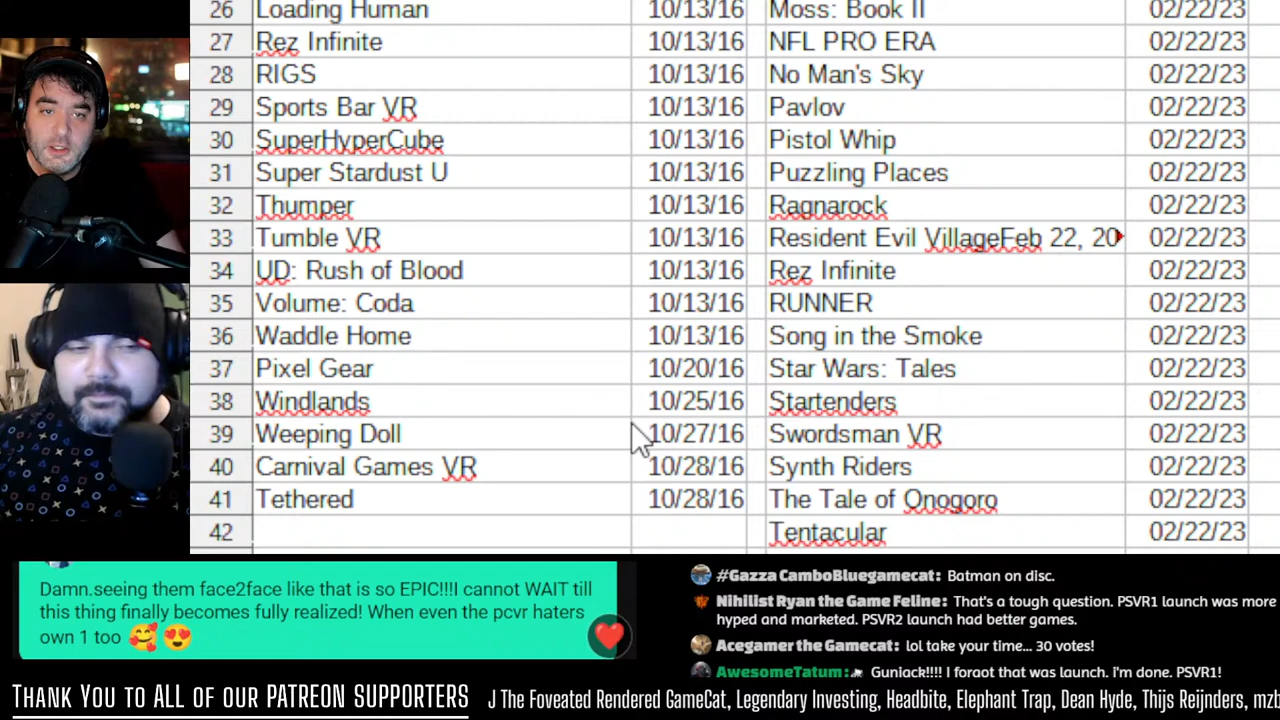 26 Loading Human 10/13/16 Moss: Book II 02/22/23
27 Rez Infinite 10/13/16 NFL PRO ERA 02/22/23
28 RIGS 10/13/16 No Man's Sky 02/22/23
29 Sports Bar VR 10/13/16 Pavlov 02/22/23
30 SuperHyperCube 10/13/16 Pistol Whip 02/22/23
31 Super Stardust U 10/13/16 Puzzling Places 02/22/23
32 Thumper 10/13/16 Ragnarock 02/22/23
33 Tumble VR 10/13/16 Resident Evil VillageFeb 22, 20 02/22/23
34 UD: Rush of Blood 10/13/16 Rez Infinite 02/22/23
35 Volume: Coda 10/13/16 RUNNER 02/22/23
36 Waddle Home 10/13/16 Song in the Smoke 02/22/23
37 Pixel Gear 10/20/16 Star Wars: Tales 02/22/23
38 Windlands 10/25/16 Startenders 02/22/23
39 Weeping Doll 10/27/16 Swordsman VR 02/22/23
40 Carnival Games VR 10/28/16 Synth Riders 02/22/23
41 Tethered 10/28/16 The Tale of Onogoro 02/22/23
42 Tentacular 02/22/23
Damn.seeing them face2face like that is so EPIC!!!I cannot WAIT till
this thing finally becomes fully realized! When even the pcvr haters
own 1 too 🥰 😍
#Gazza CamboBluegamecat: Batman on disc.
Nihilist Ryan the Game Feline: That's a tough question. PSVR1 launch was more
hyped and marketed. PSVR2 launch had better games.
Acegamer the Gamecat: lol take your time... 30 votes!
AwesomeTatum: Gunjack!!!! I forgot that was launch. i'm done. PSVR1!
THANK YOU TO ALL OF OUR PATREON SUPPORTERS J The Foveated Rendered GameCat, Legendary Investing, Headbite, Elephant Trap, Dean Hyde, Thijs Reijnders, mzb